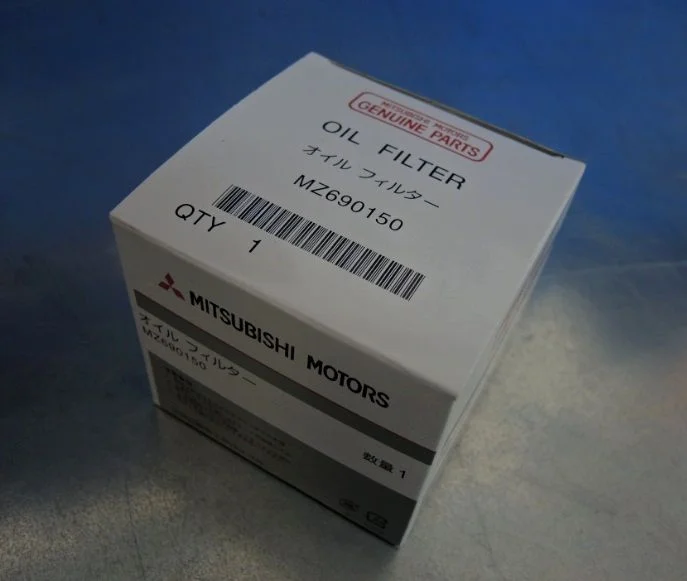 MITSUBISHI MOTORS
GENUINE PARTS
OIL FILTER
オイル フィルター
MZ690150
QTY 1
MITSUBISHI MOTORS
オイル フィルター
MZ690150
数量 1